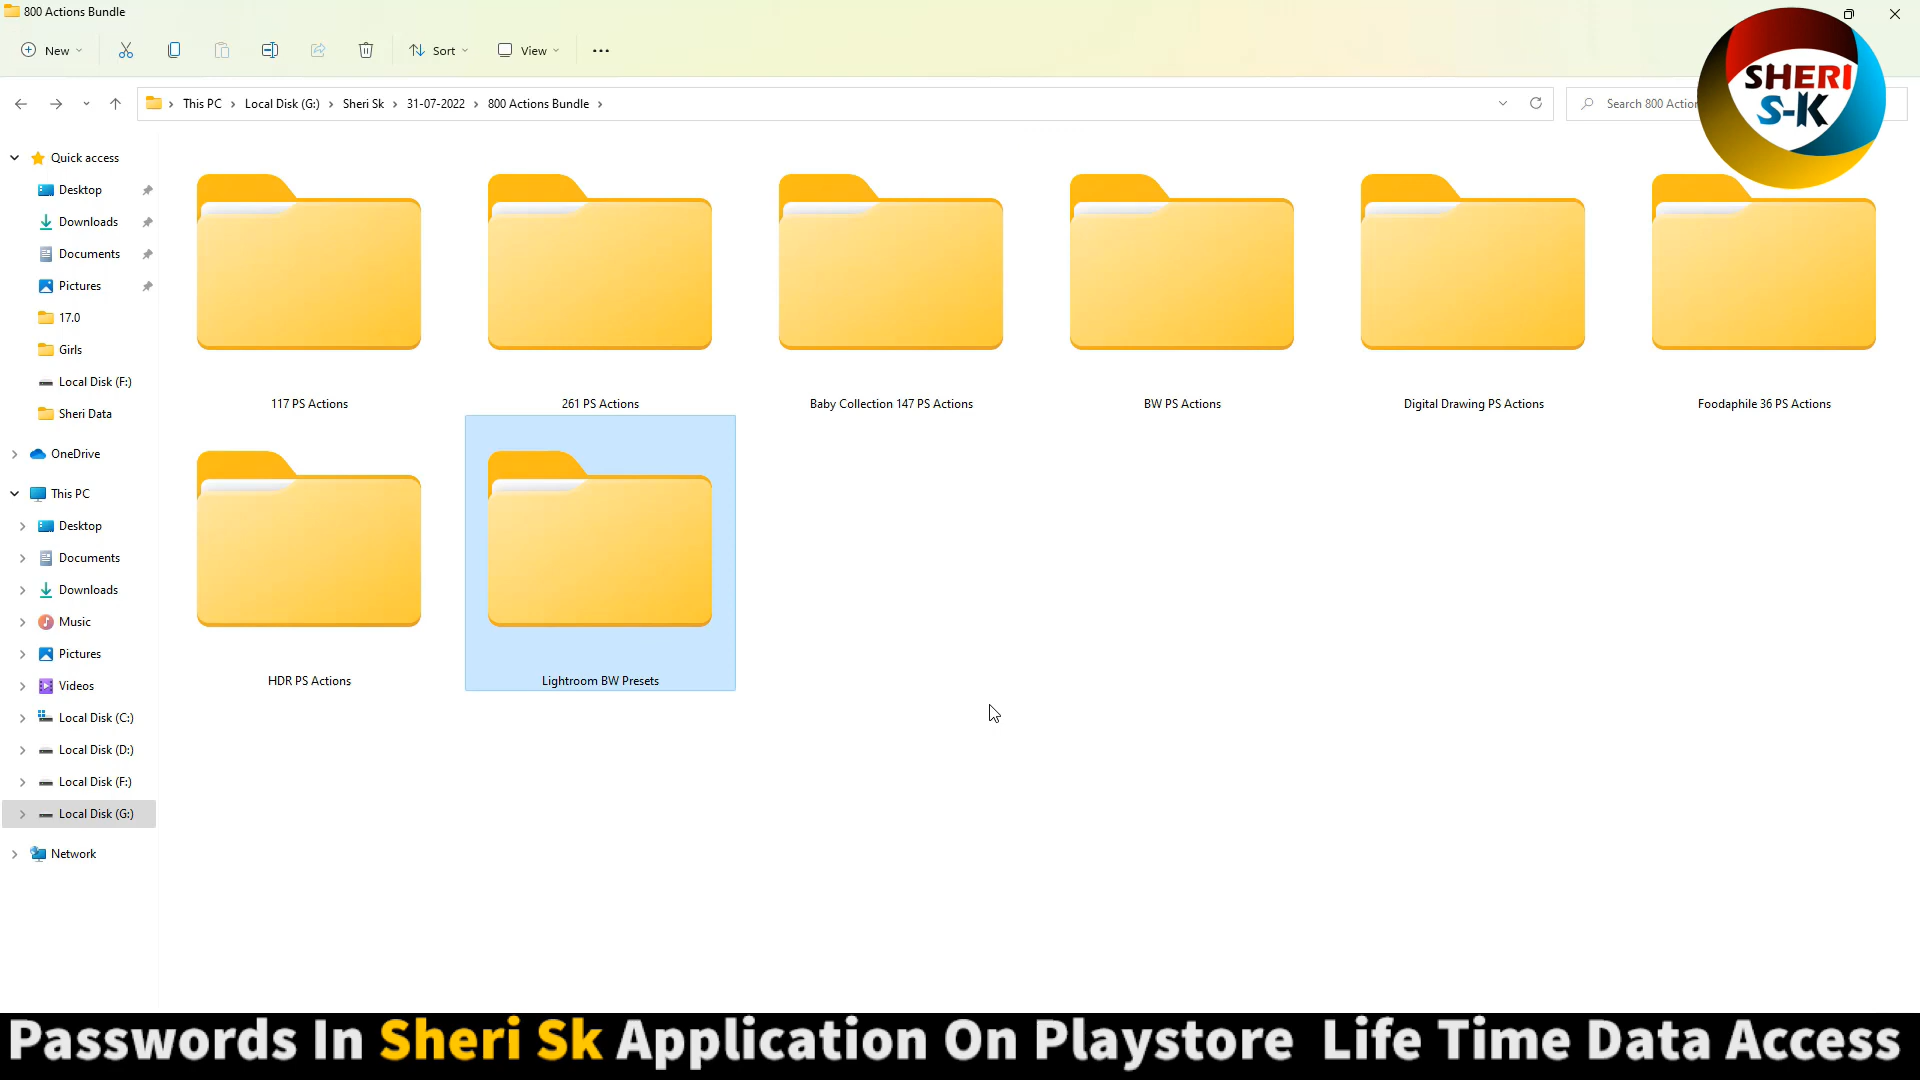 800 Actions Bundle
New
Sort
View
This PC
Local Disk (G:)
Sheri Sk
31-07-2022
800 Actions Bundle
Search 800 Action
SHERI
S-K
Quick access
Desktop
Downloads
Documents
Pictures
17.0
Girls
Local Disk (F:)
Sheri Data
OneDrive
This PC
Desktop
Documents
Downloads
Music
Pictures
Videos
Local Disk (C:)
Local Disk (D:)
Local Disk (F:)
Local Disk (G:)
Network
117 PS Actions
261 PS Actions
Baby Collection 147 PS Actions
BW PS Actions
Digital Drawing PS Actions
Foodaphile 36 PS Actions
HDR PS Actions
Lightroom BW Presets
Passwords In Sheri Sk Application On Playstore Life Time Data Access